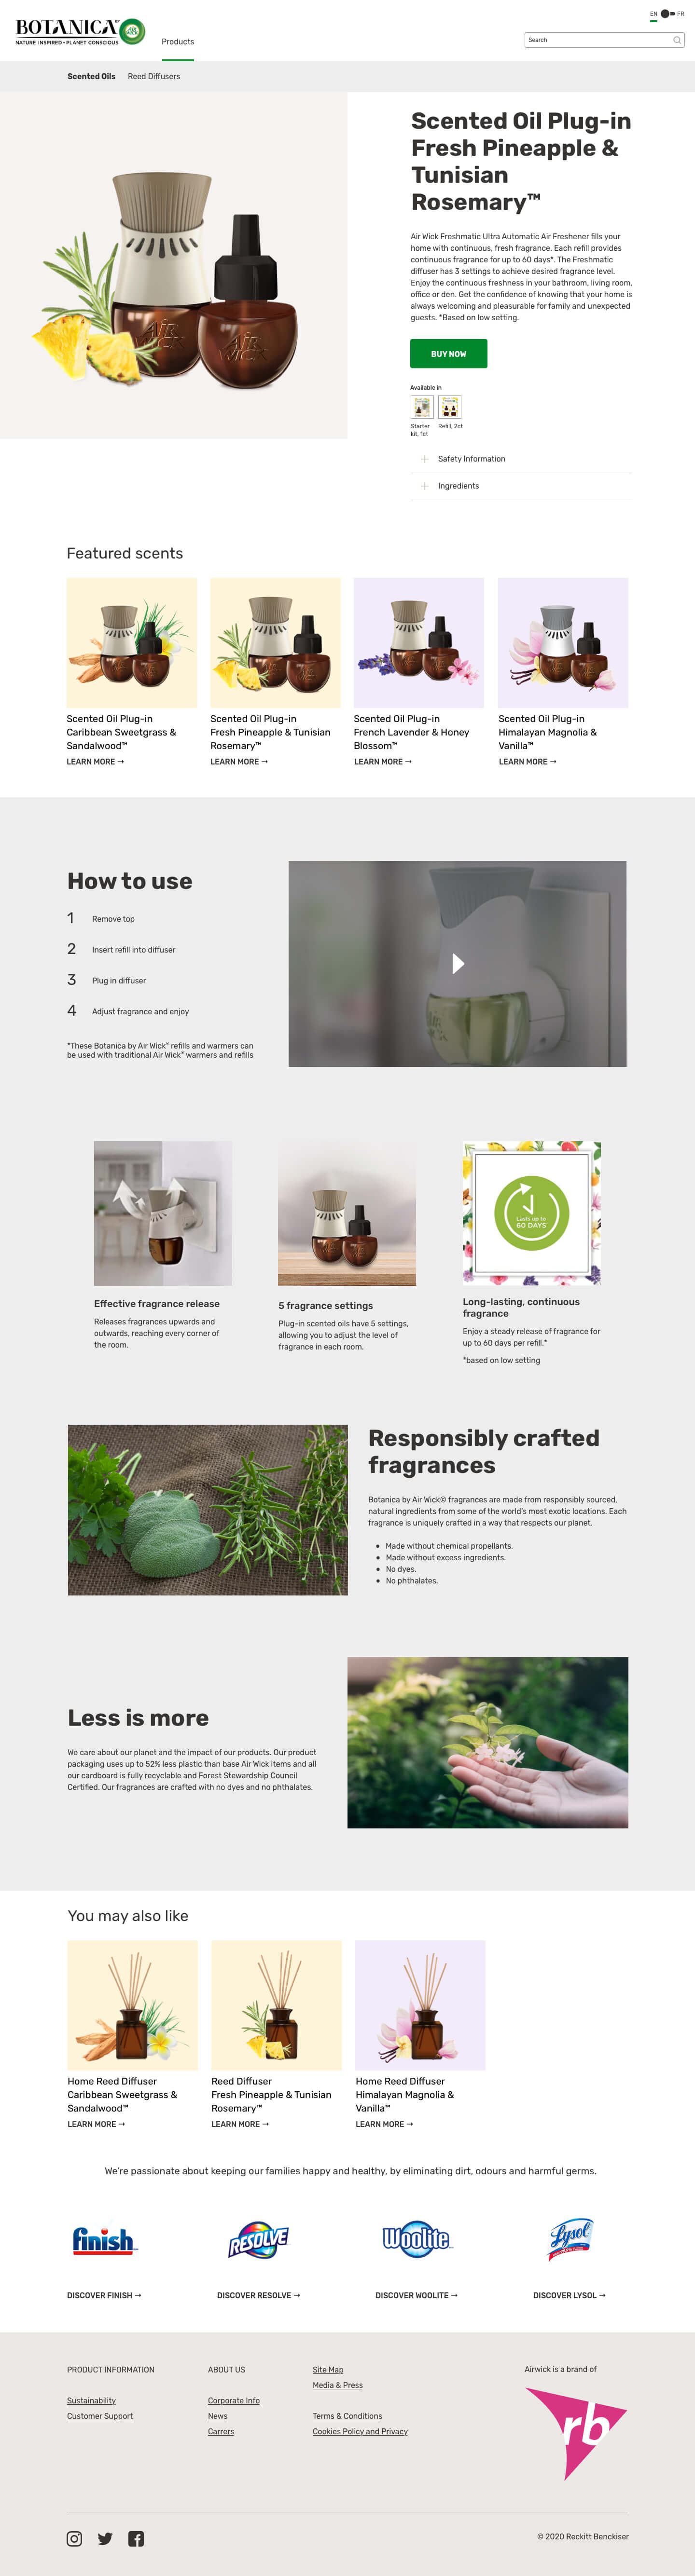 EN FR
BOTANICA
NATURE INSPIRED • PLANET CONSCIOUS
Products
Search
Scented Oils Reed Diffusers
Scented Oil Plug-in
Fresh Pineapple &
Tunisian
Rosemary™
Air Wick Freshmatic Ultra Automatic Air Freshener fills your
home with continuous, fresh fragrance. Each refill provides
continuous fragrance for up to 60 days*. The Freshmatic
diffuser has 3 settings to achieve desired fragrance level.
Enjoy the continuous freshness in your bathroom, living room,
office or den. Get the confidence of knowing that your home is
always welcoming and pleasurable for family and unexpected
guests. *Based on low setting.
AIR WICK AIR WICK
BUY NOW
Available in
Starter
kit, 1ct
Refill, 2ct
Safety Information
Ingredients
Featured scents
Scented Oil Plug-in
Caribbean Sweetgrass &
Sandalwood™
LEARN MORE →
Scented Oil Plug-in
Fresh Pineapple & Tunisian
Rosemary™
LEARN MORE →
Scented Oil Plug-in
French Lavender & Honey
Blossom™
LEARN MORE →
Scented Oil Plug-in
Himalayan Magnolia &
Vanilla™
LEARN MORE →
How to use
1 Remove top
2 Insert refill into diffuser
3 Plug in diffuser
4 Adjust fragrance and enjoy
*These Botanica by Air Wick® refills and warmers can
be used with traditional Air Wick® warmers and refills
Effective fragrance release
Releases fragrances upwards and
outwards, reaching every corner of
the room.
5 fragrance settings
Plug-in scented oils have 5 settings,
allowing you to adjust the level of
fragrance in each room.
Lasts up to
60 DAYS
Long-lasting, continuous
fragrance
Enjoy a steady release of fragrance for
up to 60 days per refill.*
*based on low setting
Responsibly crafted
fragrances
Botanica by Air Wick© fragrances are made from responsibly sourced,
natural ingredients from some of the world's most exotic locations. Each
fragrance is uniquely crafted in a way that respects our planet.
• Made without chemical propellants.
• Made without excess ingredients.
• No dyes.
• No phthalates.
Less is more
We care about our planet and the impact of our products. Our product
packaging uses up to 52% less plastic than base Air Wick items and all
our cardboard is fully recyclable and Forest Stewardship Council
Certified. Our fragrances are crafted with no dyes and no phthalates.
You may also like
Home Reed Diffuser
Caribbean Sweetgrass &
Sandalwood™
LEARN MORE →
Reed Diffuser
Fresh Pineapple & Tunisian
Rosemary™
LEARN MORE →
Home Reed Diffuser
Himalayan Magnolia &
Vanilla™
LEARN MORE →
We're passionate about keeping our families happy and healthy, by eliminating dirt, odours and harmful germs.
finish RESOLVE Woolite Lysol
DISCOVER FINISH → DISCOVER RESOLVE → DISCOVER WOOLITE → DISCOVER LYSOL →
PRODUCT INFORMATION
Sustainability
Customer Support
ABOUT US
Corporate Info
News
Carrers
Site Map
Media & Press
Terms & Conditions
Cookies Policy and Privacy
Airwick is a brand of
rb
© 2020 Reckitt Benckiser